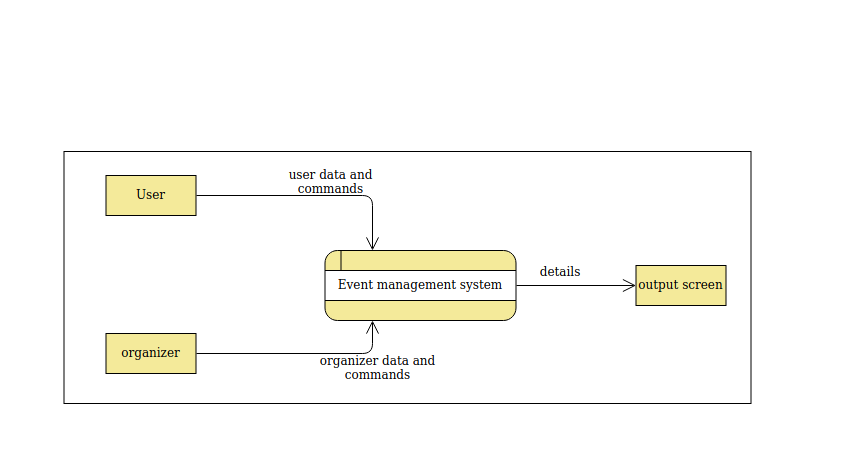 user data and
commands
User
Event management system
details
output screen
organizer
organizer data and
commands